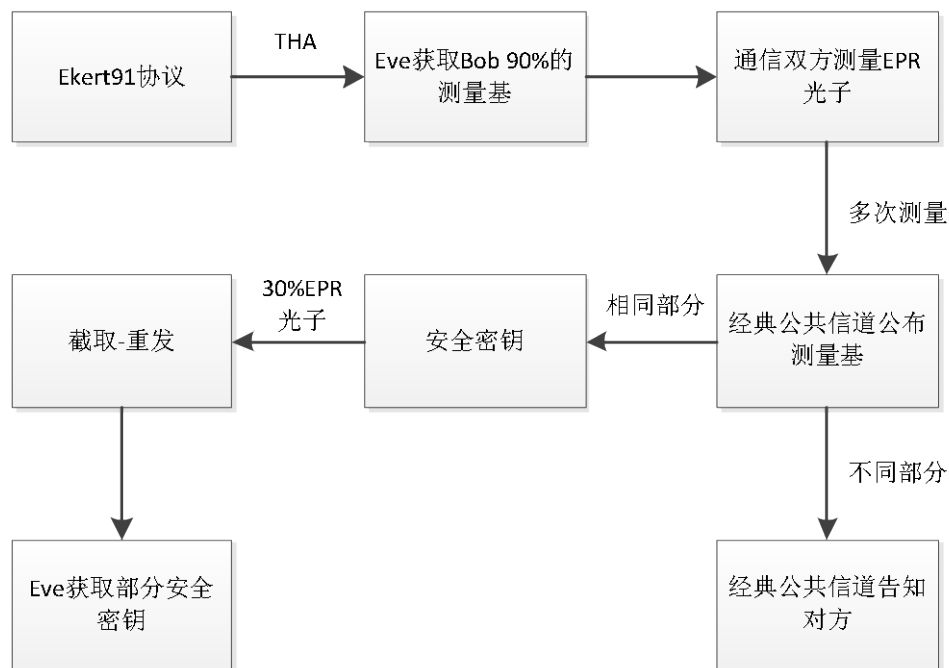 Ekert91协议
THA
Eve获取Bob 90%的
测量基
通信双方测量EPR
光子
多次测量
经典公共信道公布
测量基
相同部分
安全密钥
30%EPR
光子
截取-重发
Eve获取部分安全
密钥
不同部分
经典公共信道告知
对方